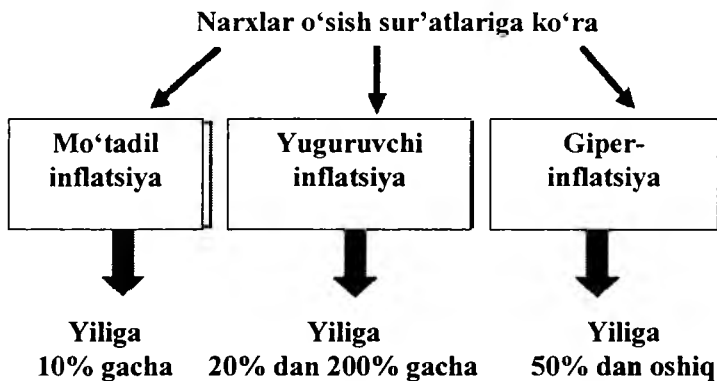 Narxlar o‘sish sur’atlariga ko‘ra
Mo‘tadil
inflatsiya
Yuguruvchi
inflatsiya
Giper-
inflatsiya
Yiliga
10% gacha
Yiliga
20% dan 200% gacha
Yiliga
50% dan oshiq